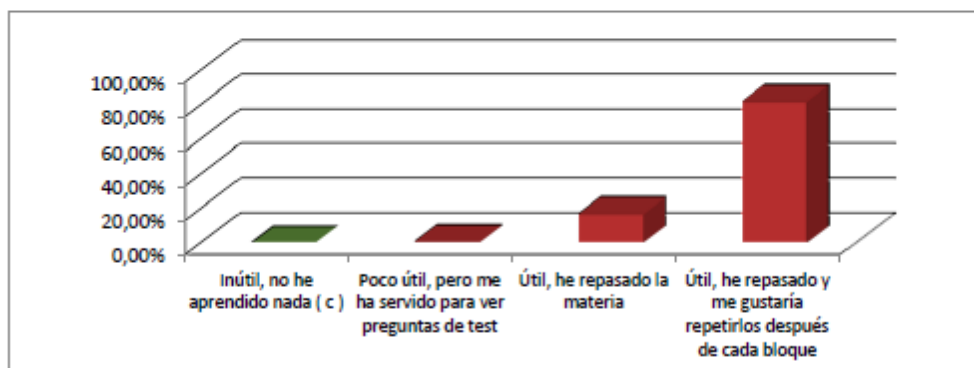 100,00%
80,00%
60,00%
40,00%
20,00%
0,00%
Inútil, no he
aprendido nada ( c )
Poco útil, pero me
ha servido para ver
preguntas de test
Útil, he repasado la
materia
Útil, he repasado y
me gustaría
repetirlos después
de cada bloque